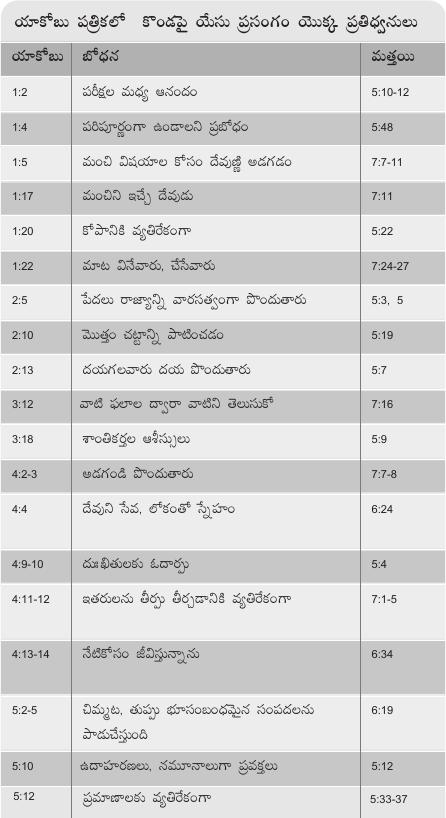 యాకోబు పత్రికలో కొండపై యేసు ప్రసంగం యొక్క ప్రతిధ్వనులు
యాకోబు బోధన మత్తయి
1:2 పరీక్షల మధ్య ఆనందం 5:10-12
1:4 పరిపూర్ణంగా ఉండాలని ప్రబోధం 5:48
1:5 మంచి విషయాల కోసం దేవుణ్ణి అడగడం 7:7-11
1:17 మంచిని ఇచ్చే దేవుడు 7:11
1:20 కోపానికి వ్యతిరేకంగా 5:22
1:22 మాట వినేవారు, చేసేవారు 7:24-27
2:5 పేదలు రాజ్యాన్ని వారసత్వంగా పొందుతారు 5:3, 5
2:10 మొత్తం చట్టాన్ని పాటించడం 5:19
2:13 దయగలవారు దయ పొందుతారు 5:7
3:12 వాటి ఫలాల ద్వారా వాటిని తెలుసుకో 7:16
3:18 శాంతికర్తల ఆశీస్సులు 5:9
4:2-3 అడగండి పొందుతారు 7:7-8
4:4 దేవుని సేవ, లోకంతో స్నేహం 6:24
4:9-10 దుఃఖితులకు ఓదార్పు 5:4
4:11-12 ఇతరులను తీర్పు తీర్చడానికి వ్యతిరేకంగా 7:1-5
4:13-14 నేటికోసం జీవిస్తున్నాను 6:34
5:2-5 చిమ్మట, తుప్పు భూసంబంధమైన సంపదలను 6:19
పాడుచేస్తుంది
5:10 ఉదాహరణలు, నమూనాలుగా ప్రవక్తలు 5:12
5:12 ప్రమాణాలకు వ్యతిరేకంగా 5:33-37